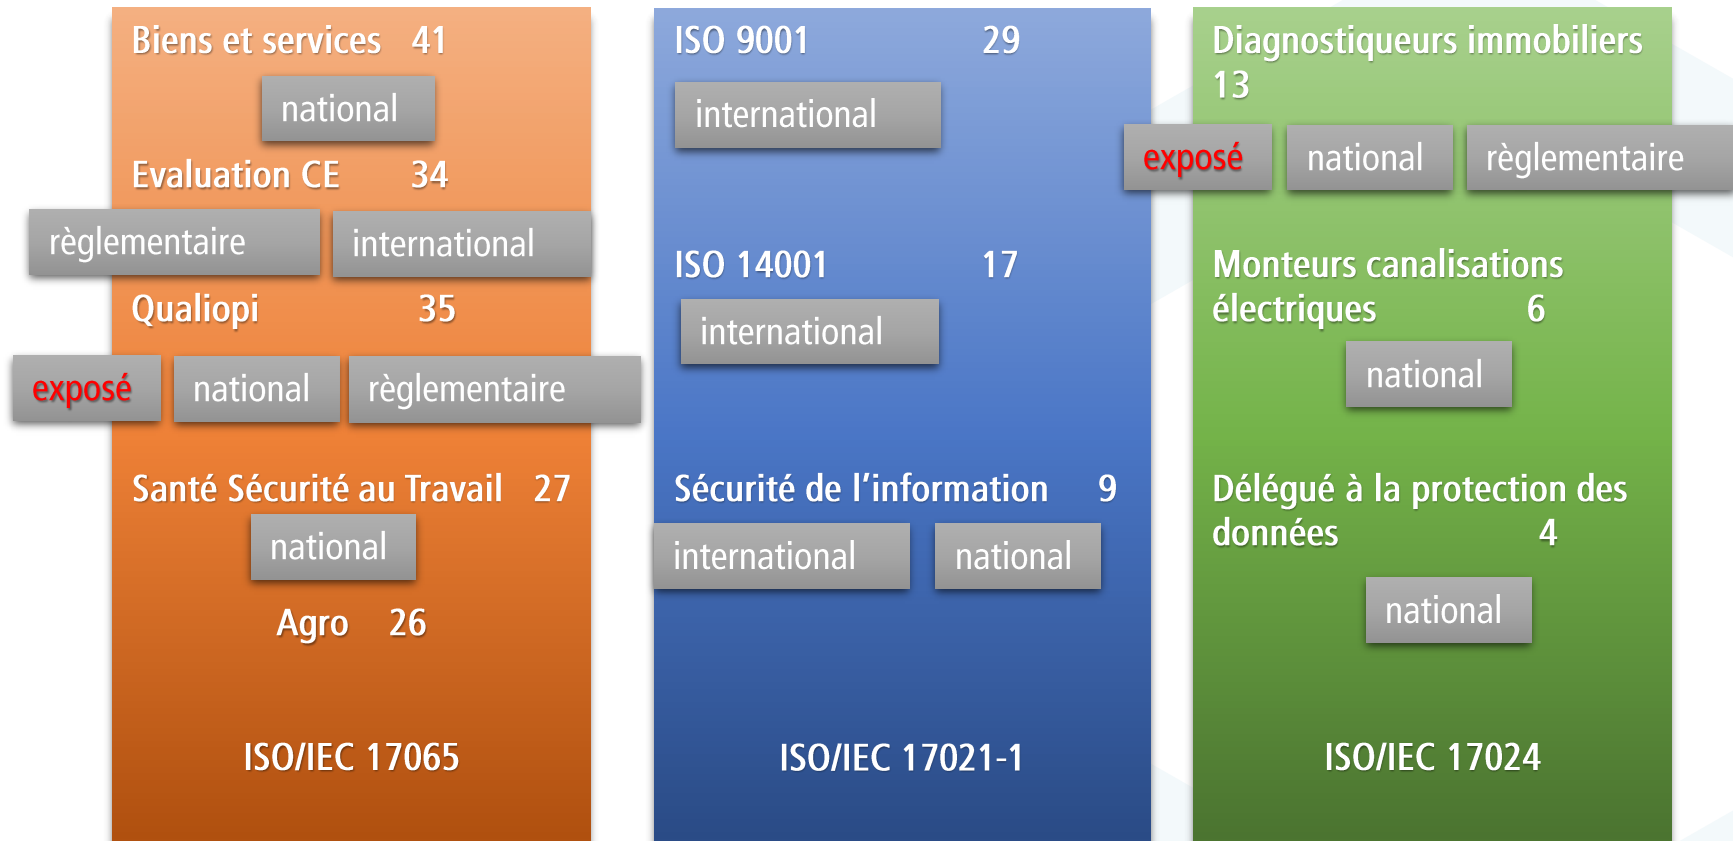 Biens et services 41
national
Evaluation CE 34
règlementaire international
Qualiopi 35
exposé national règlementaire
Santé Sécurité au Travail 27
national
Agro 26
ISO/IEC 17065
ISO 9001 29
international
ISO 14001 17
international
Sécurité de l’information 9
international national
ISO/IEC 17021-1
Diagnostiqueurs immobiliers
13
exposé national règlementaire
Monteurs canalisations
électriques 6
national
Délégué à la protection des
données 4
national
ISO/IEC 17024